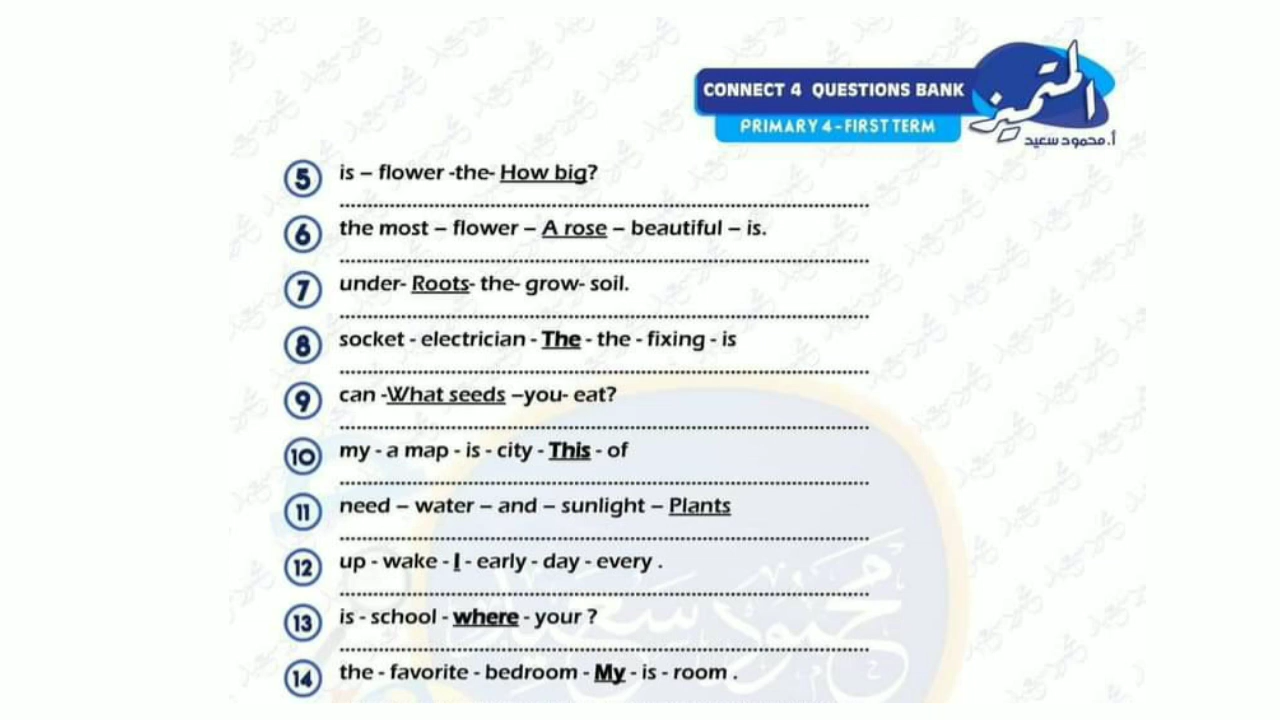 CONNECT 4 QUESTIONS BANK
المتميز
PRIMARY 4 - FIRST TERM
أ. محمود سعيد
5 is – flower -the- How big?
6 the most – flower – A rose – beautiful – is.
7 under- Roots- the- grow- soil.
8 socket - electrician - The - the - fixing - is
9 can -What seeds –you- eat?
10 my - a map - is - city - This - of
11 need – water – and – sunlight – Plants
12 up - wake - I - early - day - every .
13 is - school - where - your ?
14 the - favorite - bedroom - My - is - room .
محمود سعيد